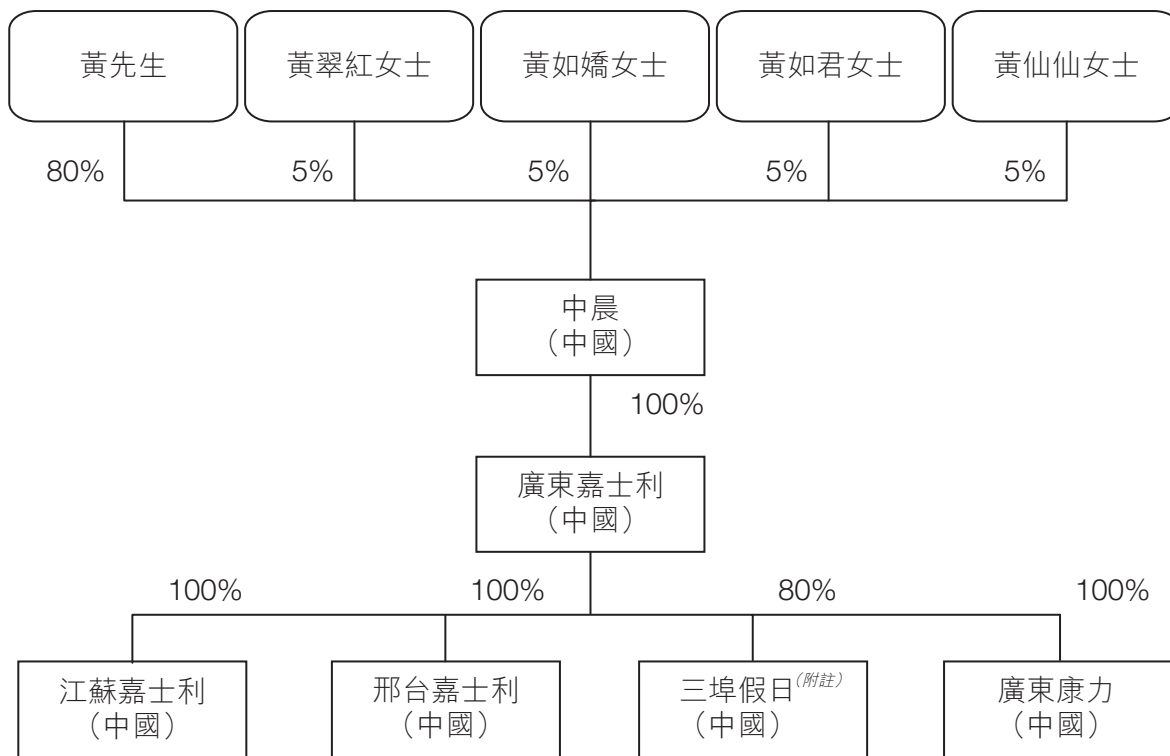 黃先生
黃翠紅女士
黃如嬌女士
黃如君女士
黃仙仙女士
80%
5%
5%
5%
5%
中晨
（中國）
100%
廣東嘉士利
（中國）
100%
100%
80%
100%
江蘇嘉士利
（中國）
邢台嘉士利
（中國）
三埠假日(附註)
（中國）
廣東康力
（中國）